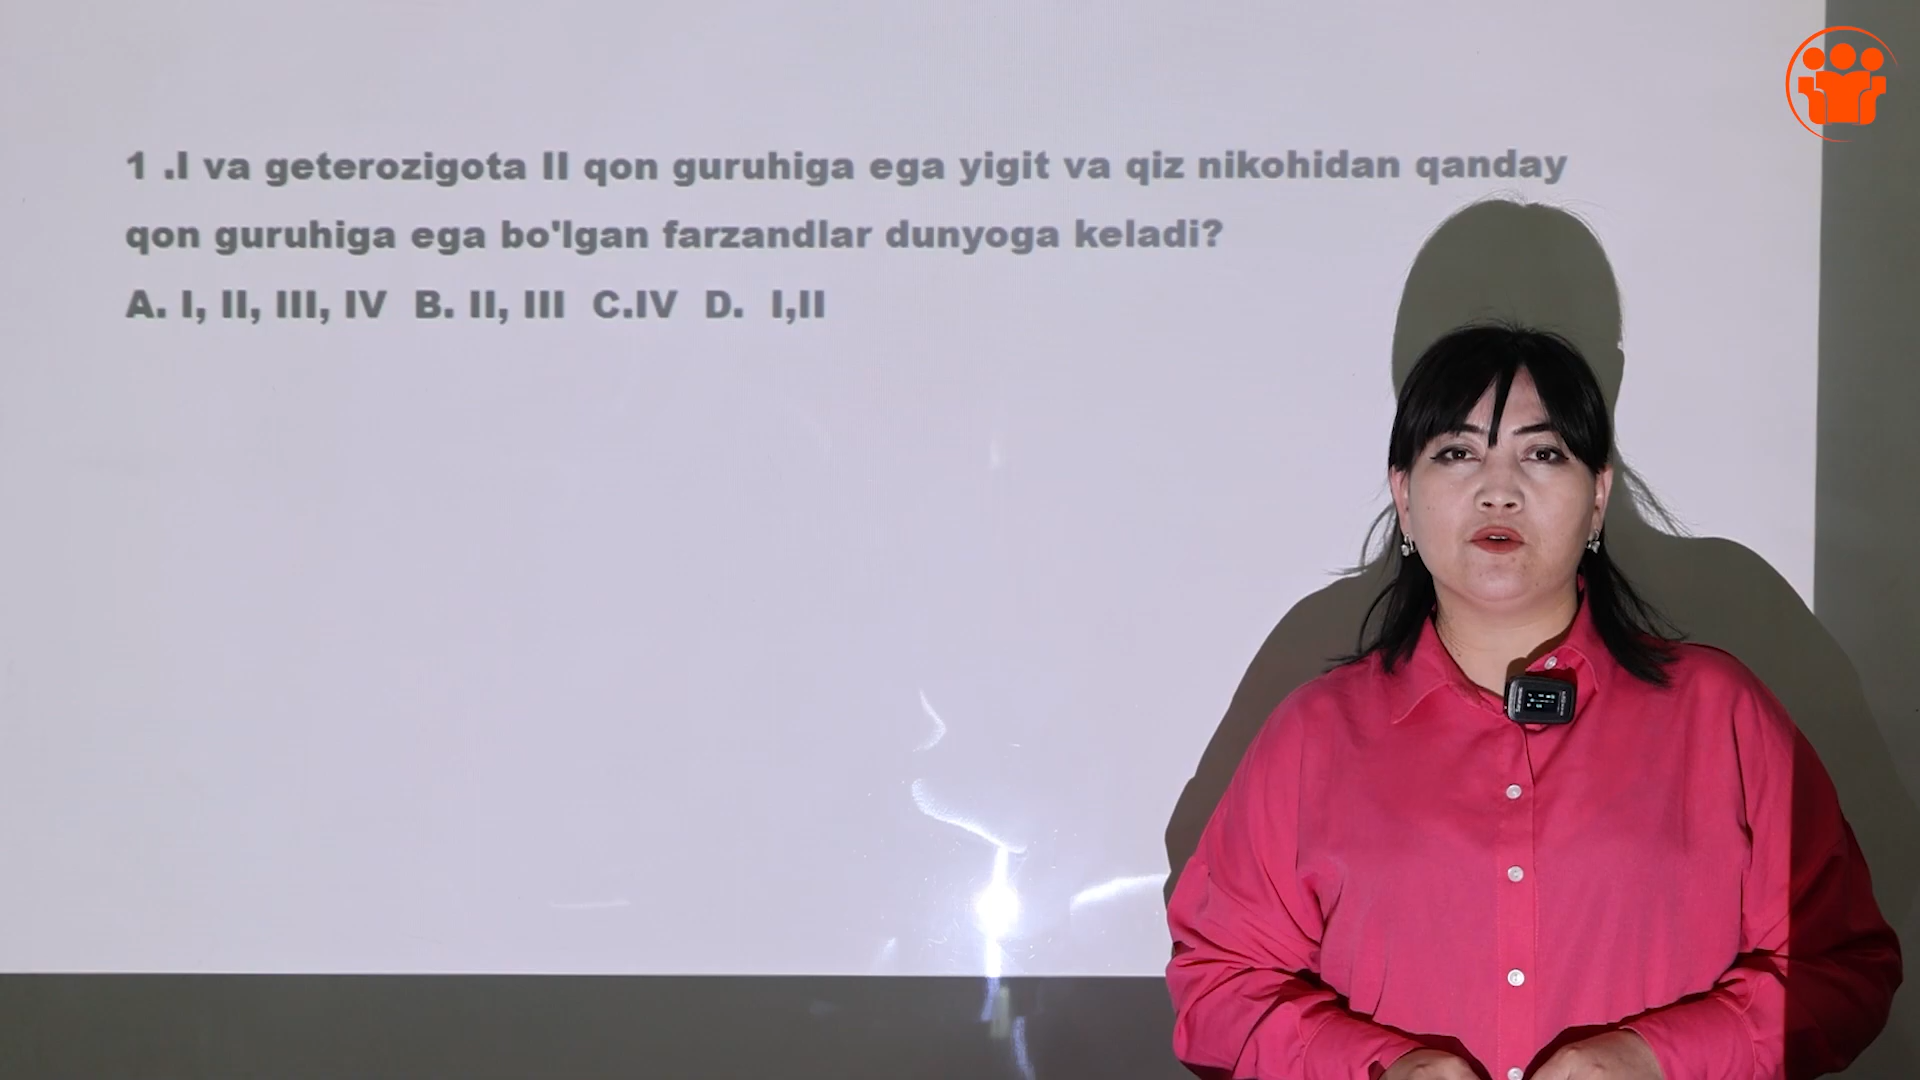 1 .I va geterozigota II qon guruhiga ega yigit va qiz nikohidan qanday
qon guruhiga ega bo'lgan farzandlar dunyoga keladi?
A. I, II, III, IV  B. II, III  C.IV  D.  I,II